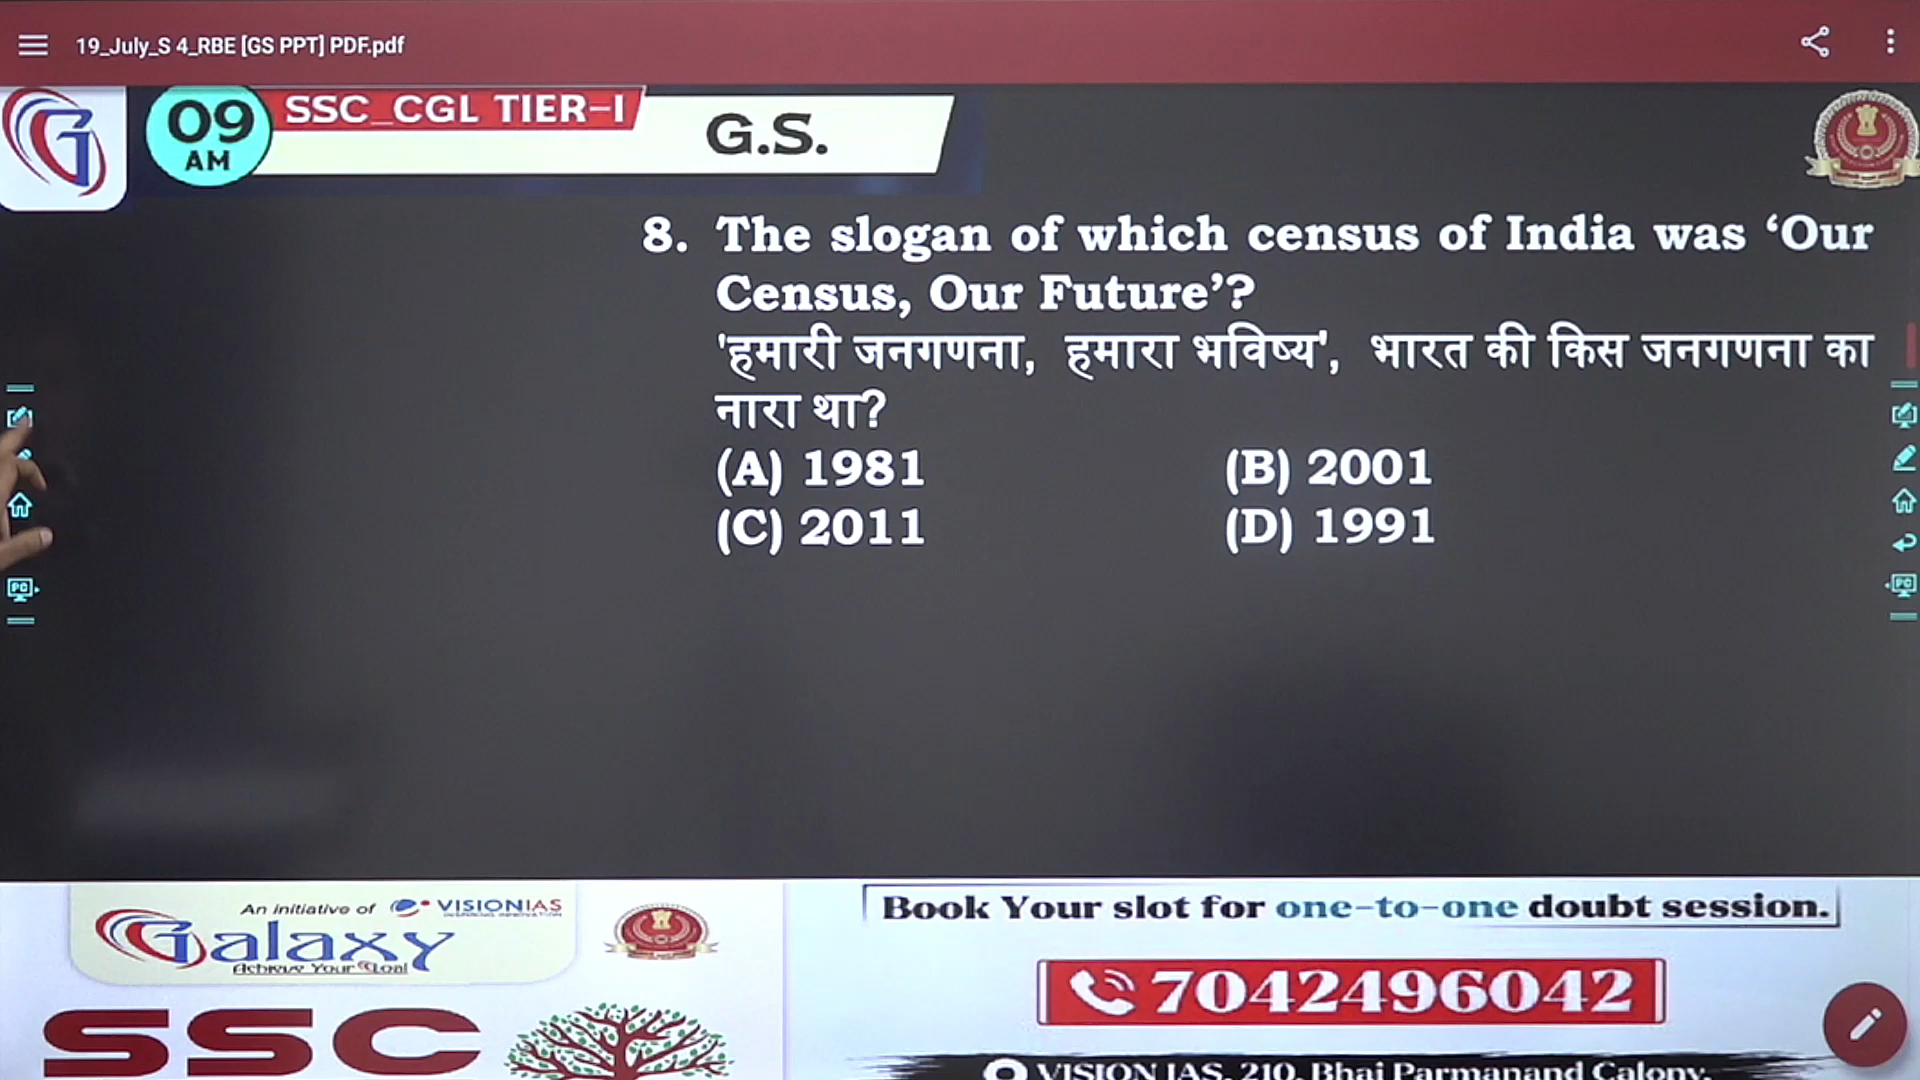 19_July_S 4_RBE [GS PPT] PDF.pdf
09
AM
SSC_CGL TIER-I
G.S.
8. The slogan of which census of India was ‘Our
Census, Our Future’?
'हमारी जनगणना, हमारा भविष्य', भारत की किस जनगणना का
नारा था?
(A) 1981 (B) 2001
(C) 2011 (D) 1991
PC
PC
An initiative of VISIONIAS
Galaxy
Achieve Your Goal
SSC
Book Your slot for one-to-one doubt session.
7042496042
VISION IAS, 210, Bhai Parmanand Colony,